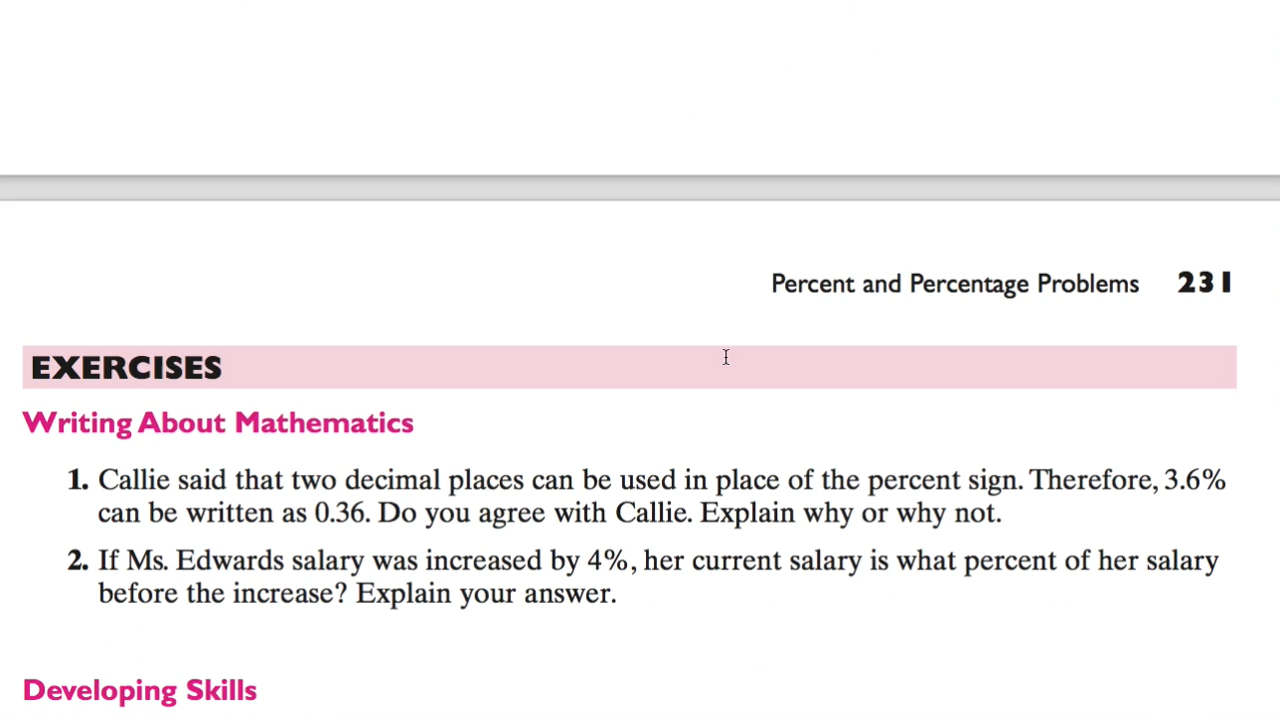 Percent and Percentage Problems 231
EXERCISES
Writing About Mathematics
1. Callie said that two decimal places can be used in place of the percent sign. Therefore, 3.6%
can be written as 0.36. Do you agree with Callie. Explain why or why not.
2. If Ms. Edwards salary was increased by 4%, her current salary is what percent of her salary
before the increase? Explain your answer.
Developing Skills